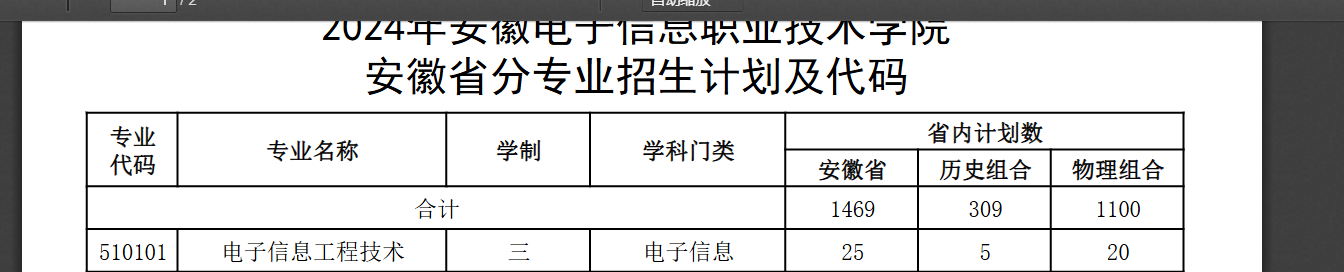 1 / 2
自动缩放
2024年安徽电子信息职业技术学院
安徽省分专业招生计划及代码
专业代码 专业名称 学制 学科门类 省内计划数
安徽省 历史组合 物理组合
合计 1469 309 1100
510101 电子信息工程技术 三 电子信息 25 5 20